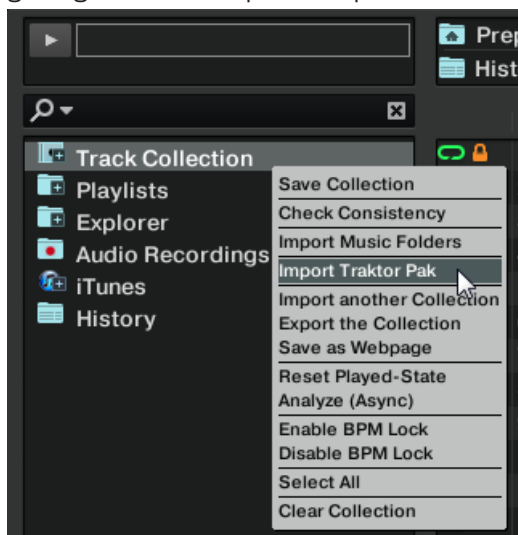 Prep
Hist
Track Collection
Playlists
Explorer
Audio Recordings
iTunes
History
Save Collection
Check Consistency
Import Music Folders
Import Traktor Pak
Import another Collection
Export the Collection
Save as Webpage
Reset Played-State
Analyze (Async)
Enable BPM Lock
Disable BPM Lock
Select All
Clear Collection